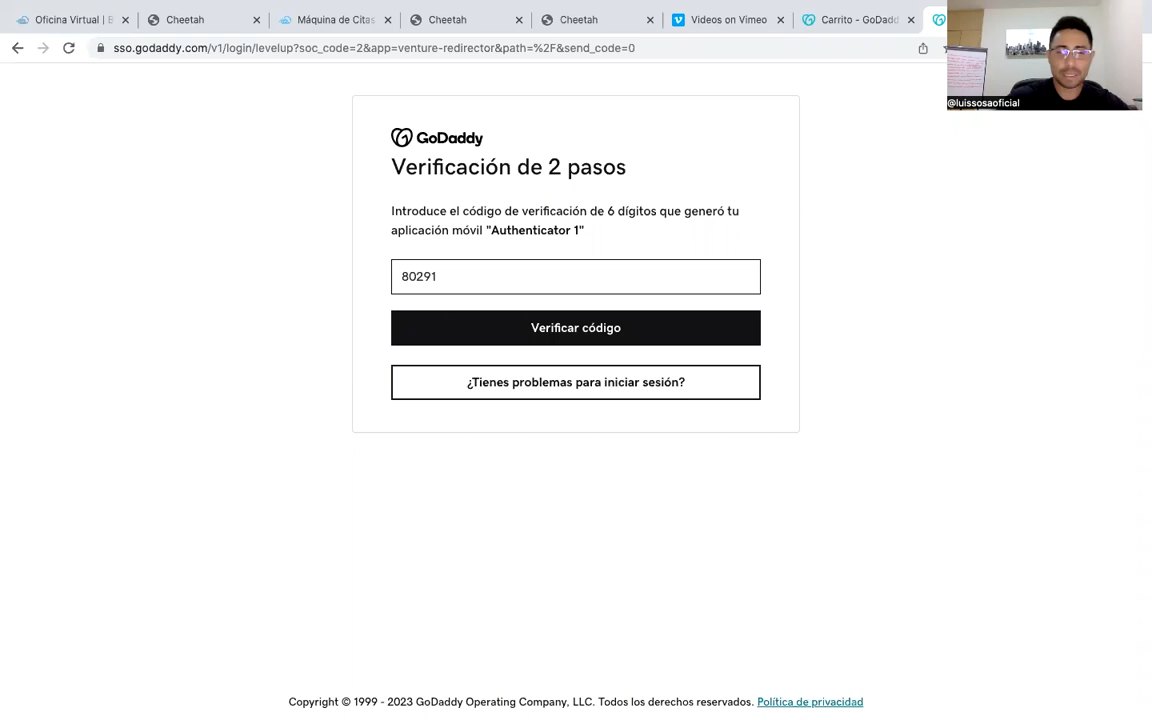 Oficina Virtual | B
Cheetah
Máquina de Citas
Cheetah
Cheetah
Videos on Vimeo
Carrito - GoDadd
sso.godaddy.com/v1/login/levelup?soc_code=2&app=venture-redirector&path=%2F&send_code=0
@luissosaoficial
GoDaddy
Verificación de 2 pasos
Introduce el código de verificación de 6 dígitos que generó tu
aplicación móvil "Authenticator 1"
80291
Verificar código
¿Tienes problemas para iniciar sesión?
Copyright © 1999 - 2023 GoDaddy Operating Company, LLC. Todos los derechos reservados. Política de privacidad